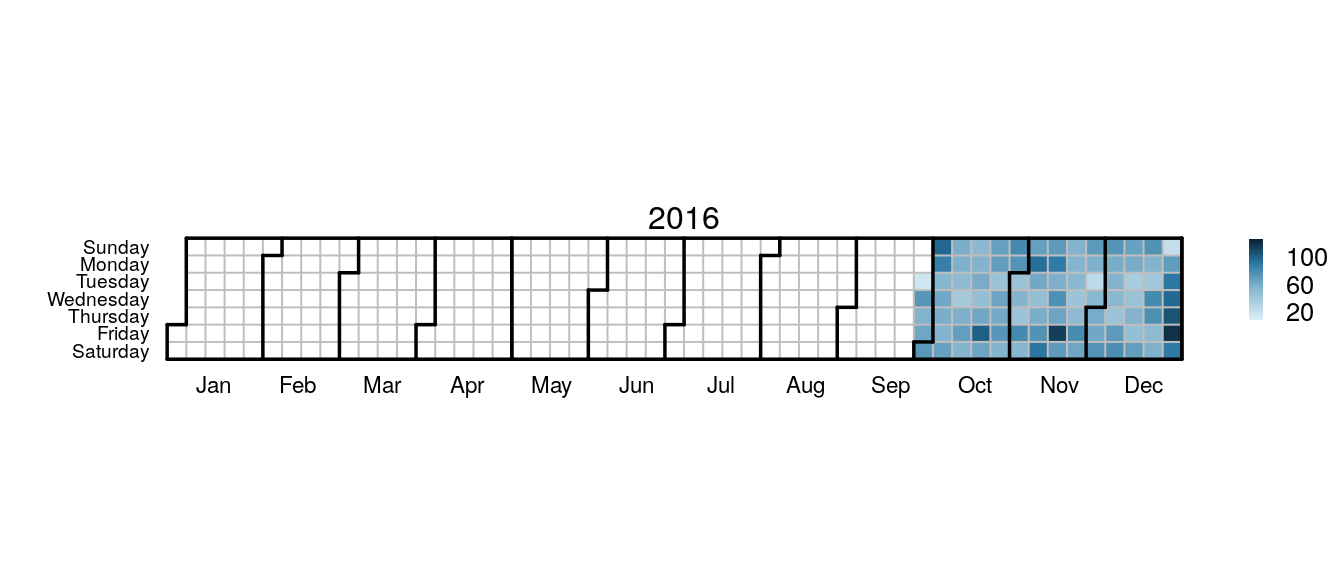 2016
Sunday
Monday
Tuesday
Wednesday
Thursday
Friday
Saturday
Jan Feb Mar Apr May Jun Jul Aug Sep Oct Nov Dec
100
60
20